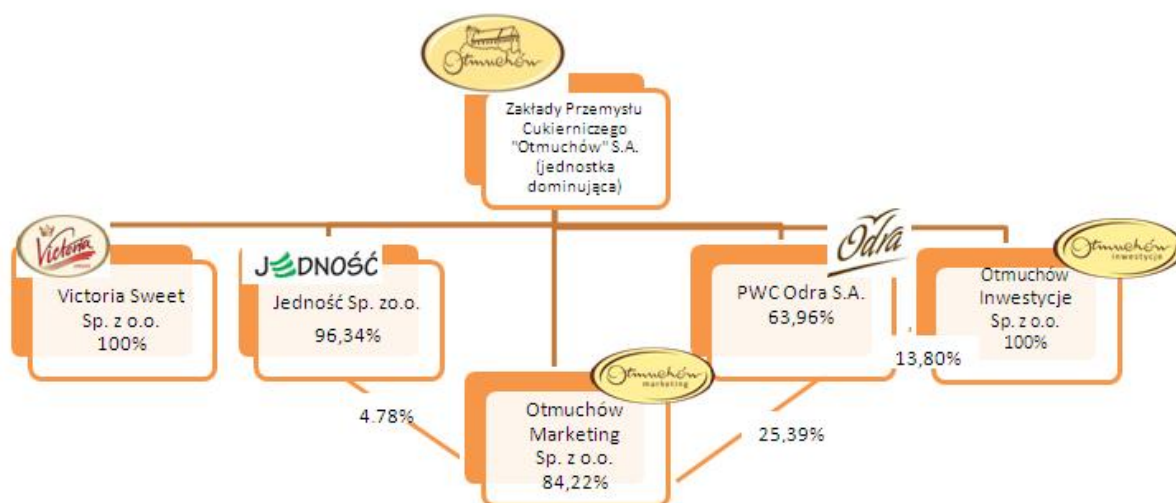 Otmuchów
Zakłady Przemysłu
Cukierniczego
"Otmuchów" S.A.
(jednostka
dominująca)
Victoria
Victoria Sweet
Sp. z o.o.
100%
JEDNOŚĆ
Jedność Sp. zo.o.
96,34%
Odra
PWC Odra S.A.
63,96%
Otmuchów
inwestycje
Otmuchów
Inwestycje
Sp. z o.o.
100%
13,80%
Otmuchów
marketing
Otmuchów
Marketing
Sp. z o.o.
84,22%
4.78%
25,39%